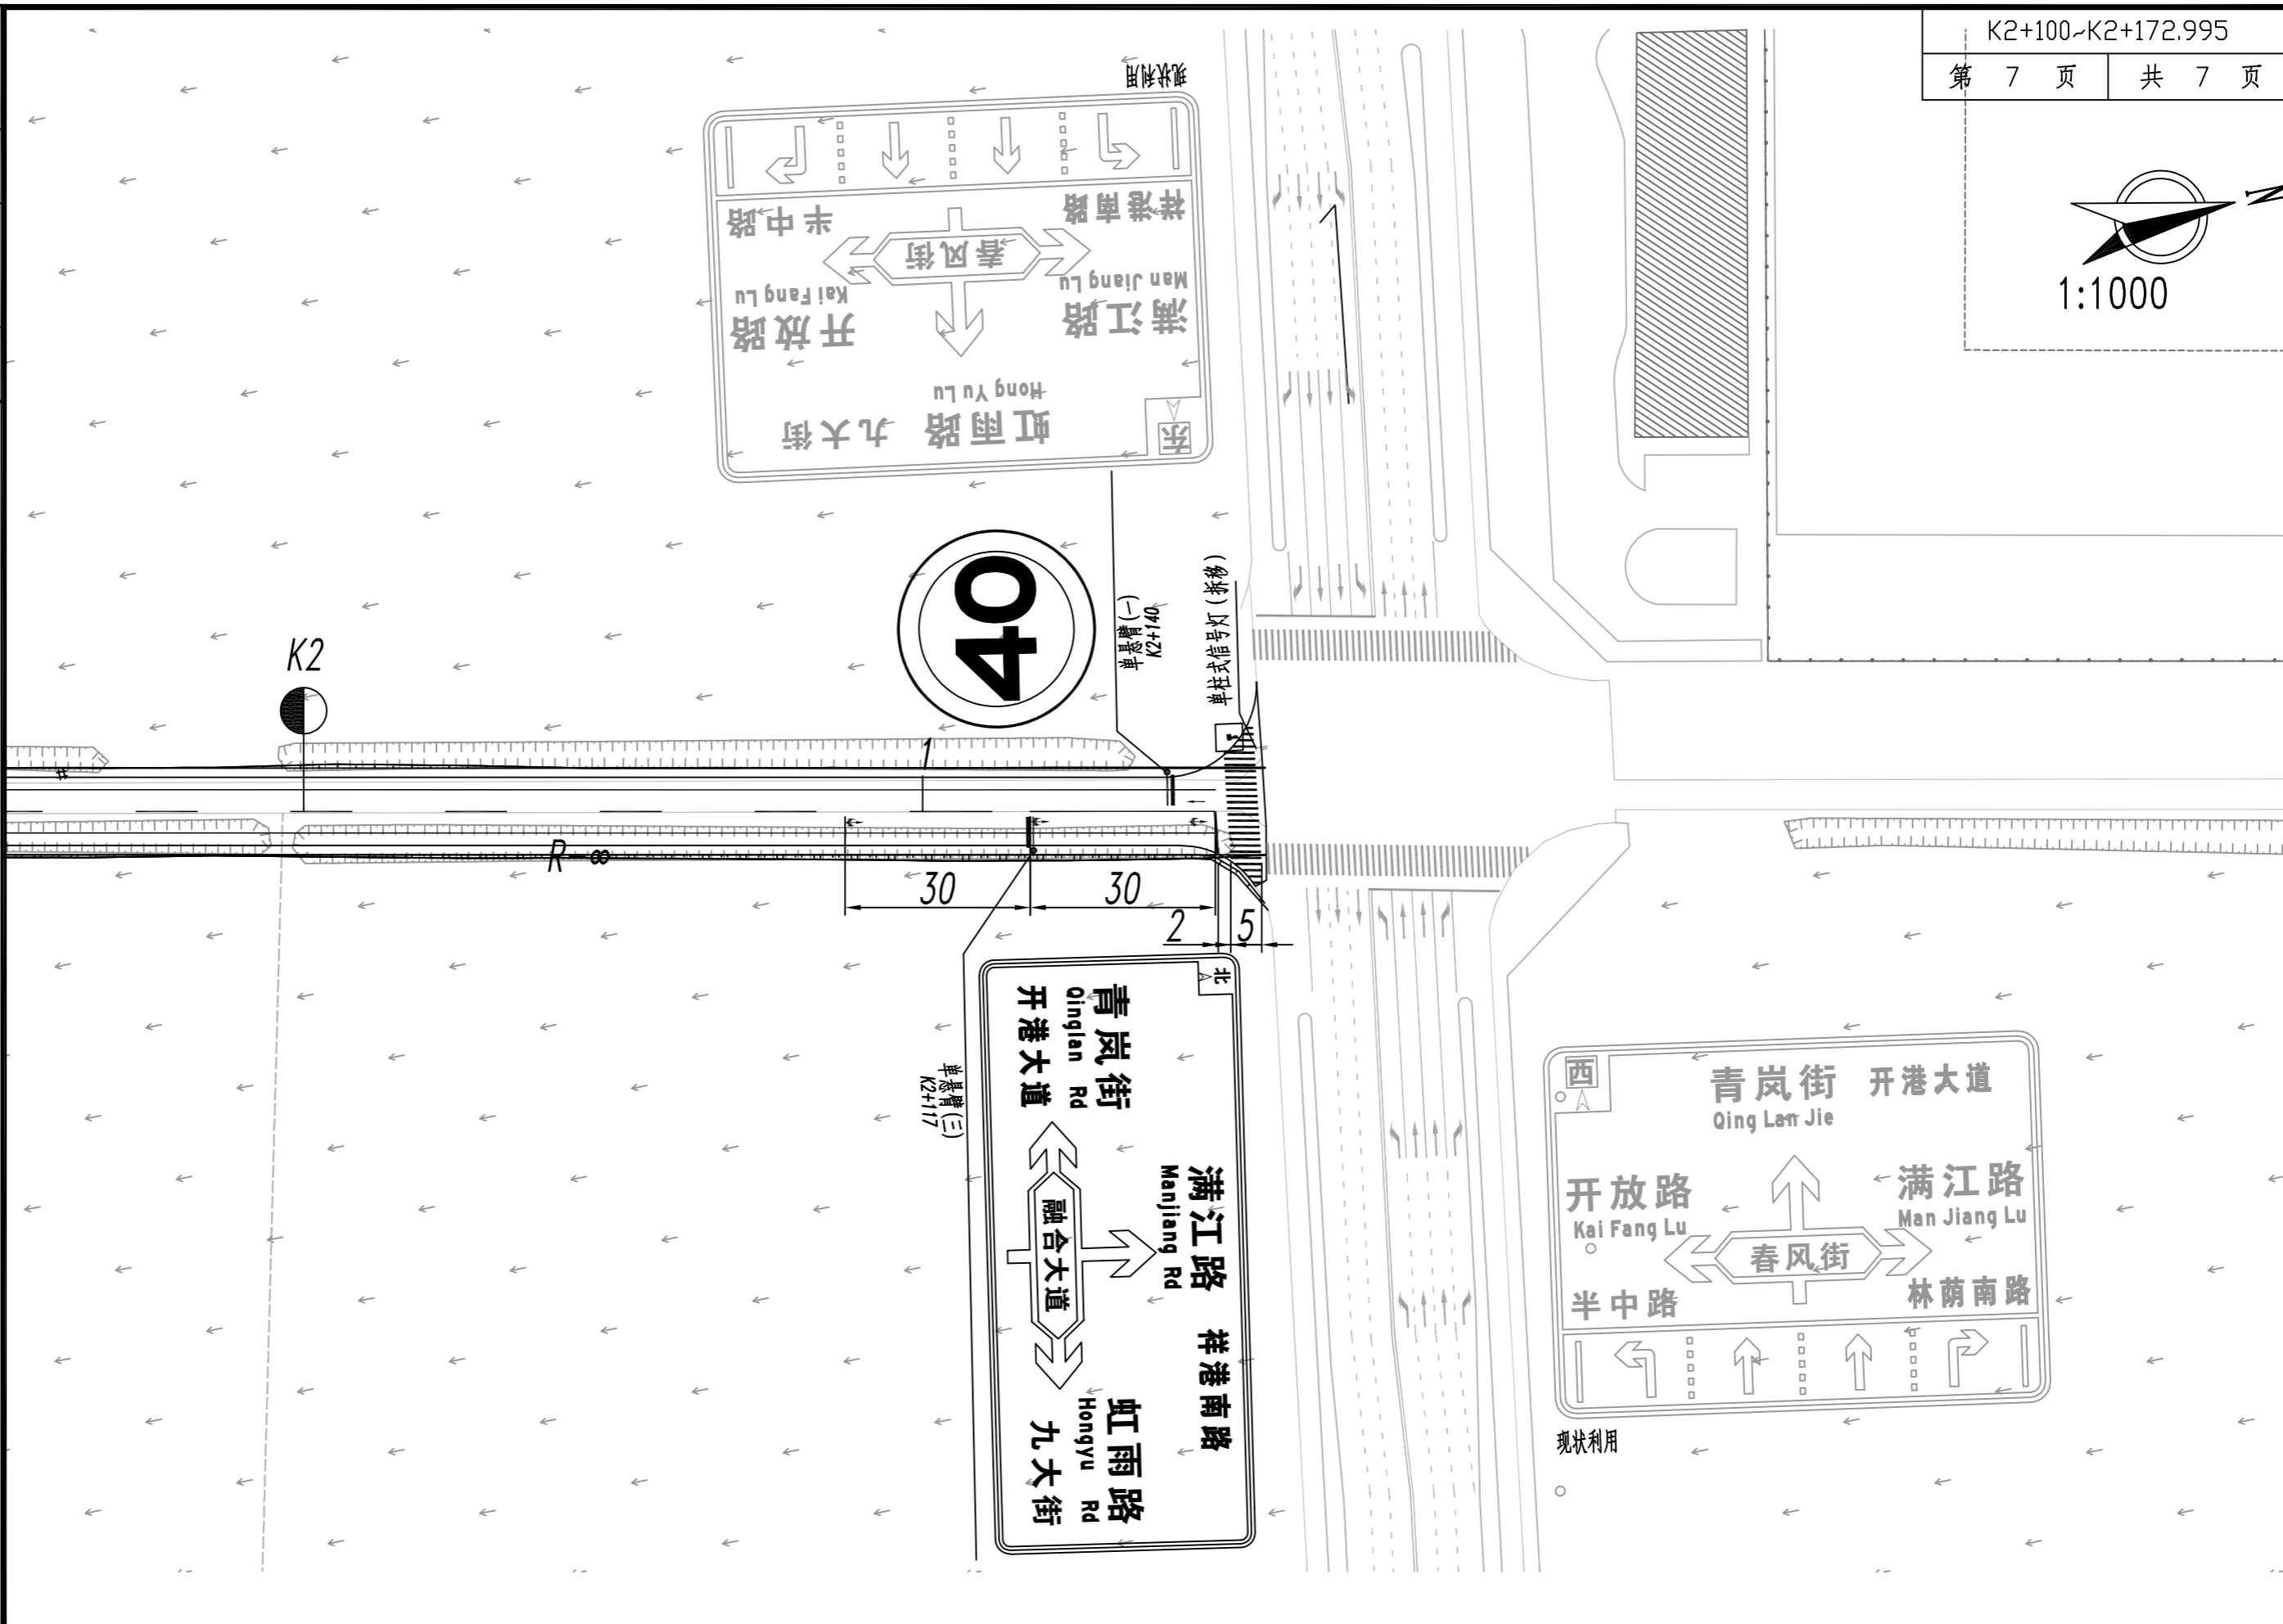 K2+100~K2+172.995
第 7 页 共 7 页
N
1:1000
现状利用
东
九大街 虹雨路
Hong Yu Lu
开放路
Kai Fang Lu
满江路
Man Jiang Lu
春风街
半中路
祥港南路
40
单悬臂(一)
K2+140
单柱式信号灯(拆移)
K2
1
R ∞
30
30
2
5
北
青岚街
Qinglan Rd
开港大道
满江路
Manjiang Rd
祥港南路
融合大道
虹雨路
Hongyu Rd
九大街
单悬臂(三)
K2+117
西
青岚街 开港大道
Qing Lan Jie
开放路
Kai Fang Lu
满江路
Man Jiang Lu
春风街
半中路
林荫南路
现状利用